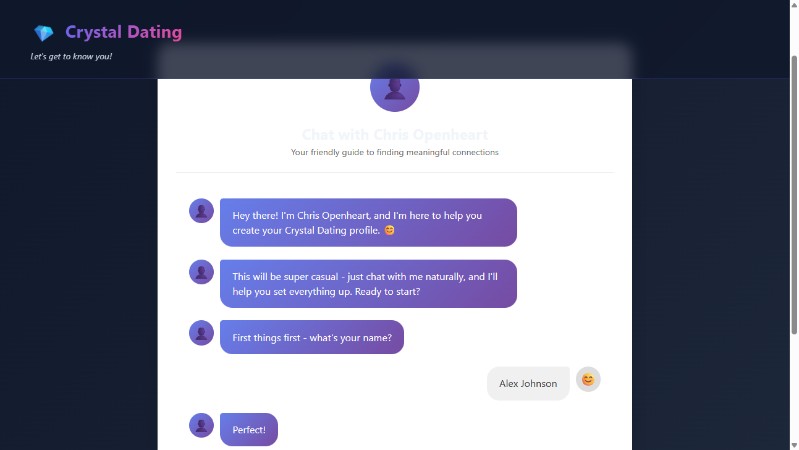 Crystal Dating
Let's get to know you!
Chat with Chris Openheart
Your friendly guide to finding meaningful connections
Hey there! I'm Chris Openheart, and I'm here to help you
create your Crystal Dating profile. 😊
This will be super casual - just chat with me naturally, and I'll
help you set everything up. Ready to start?
First things first - what's your name?
Alex Johnson
Perfect!